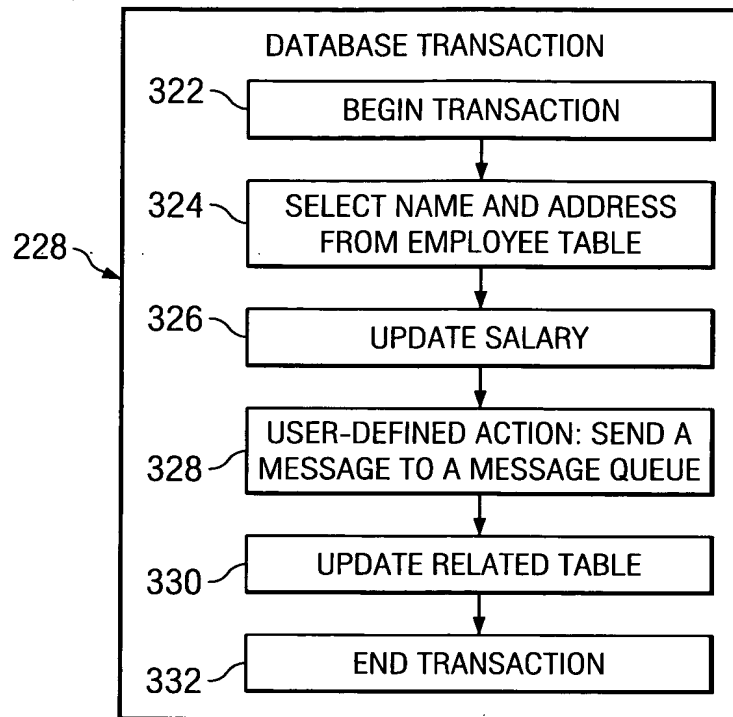 DATABASE TRANSACTION
322
BEGIN TRANSACTION
324
SELECT NAME AND ADDRESS
FROM EMPLOYEE TABLE
228
326
UPDATE SALARY
328
USER-DEFINED ACTION: SEND A
MESSAGE TO A MESSAGE QUEUE
330
UPDATE RELATED TABLE
332
END TRANSACTION